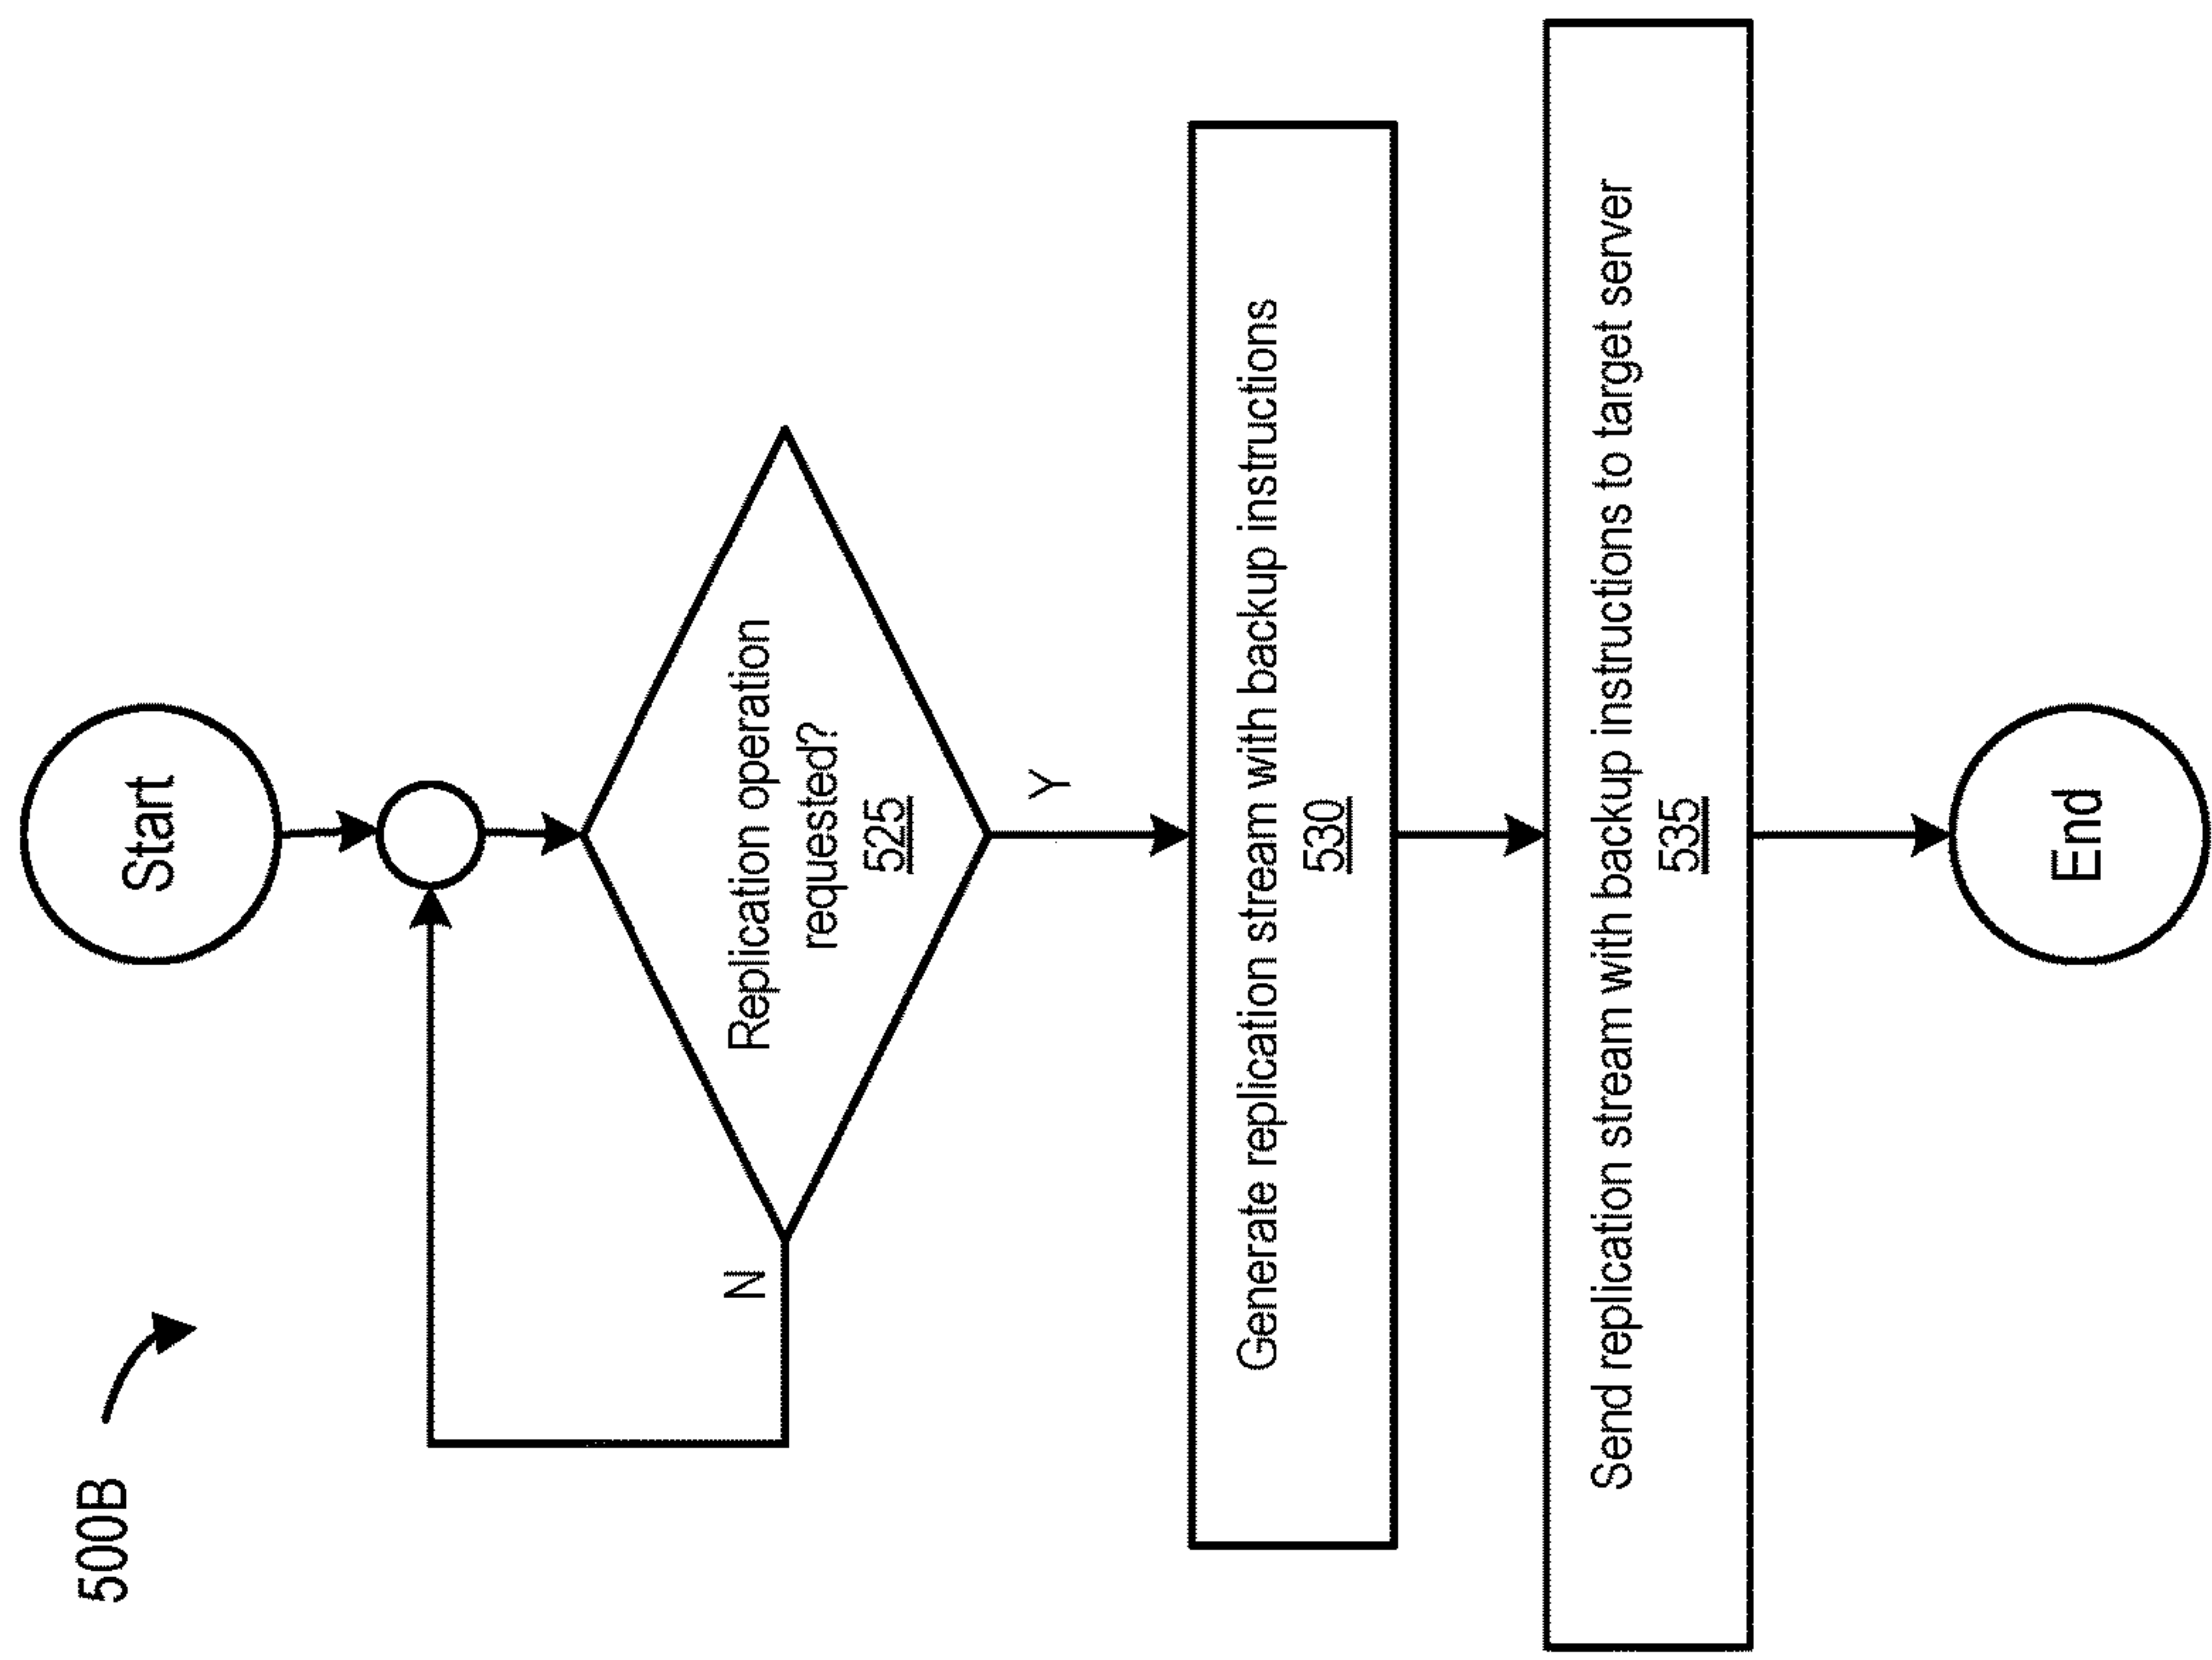 500B
Start
Replication operation
requested?
525
N
Y
Generate replication stream with backup instructions
530
Send replication stream with backup instructions to target server
535
End